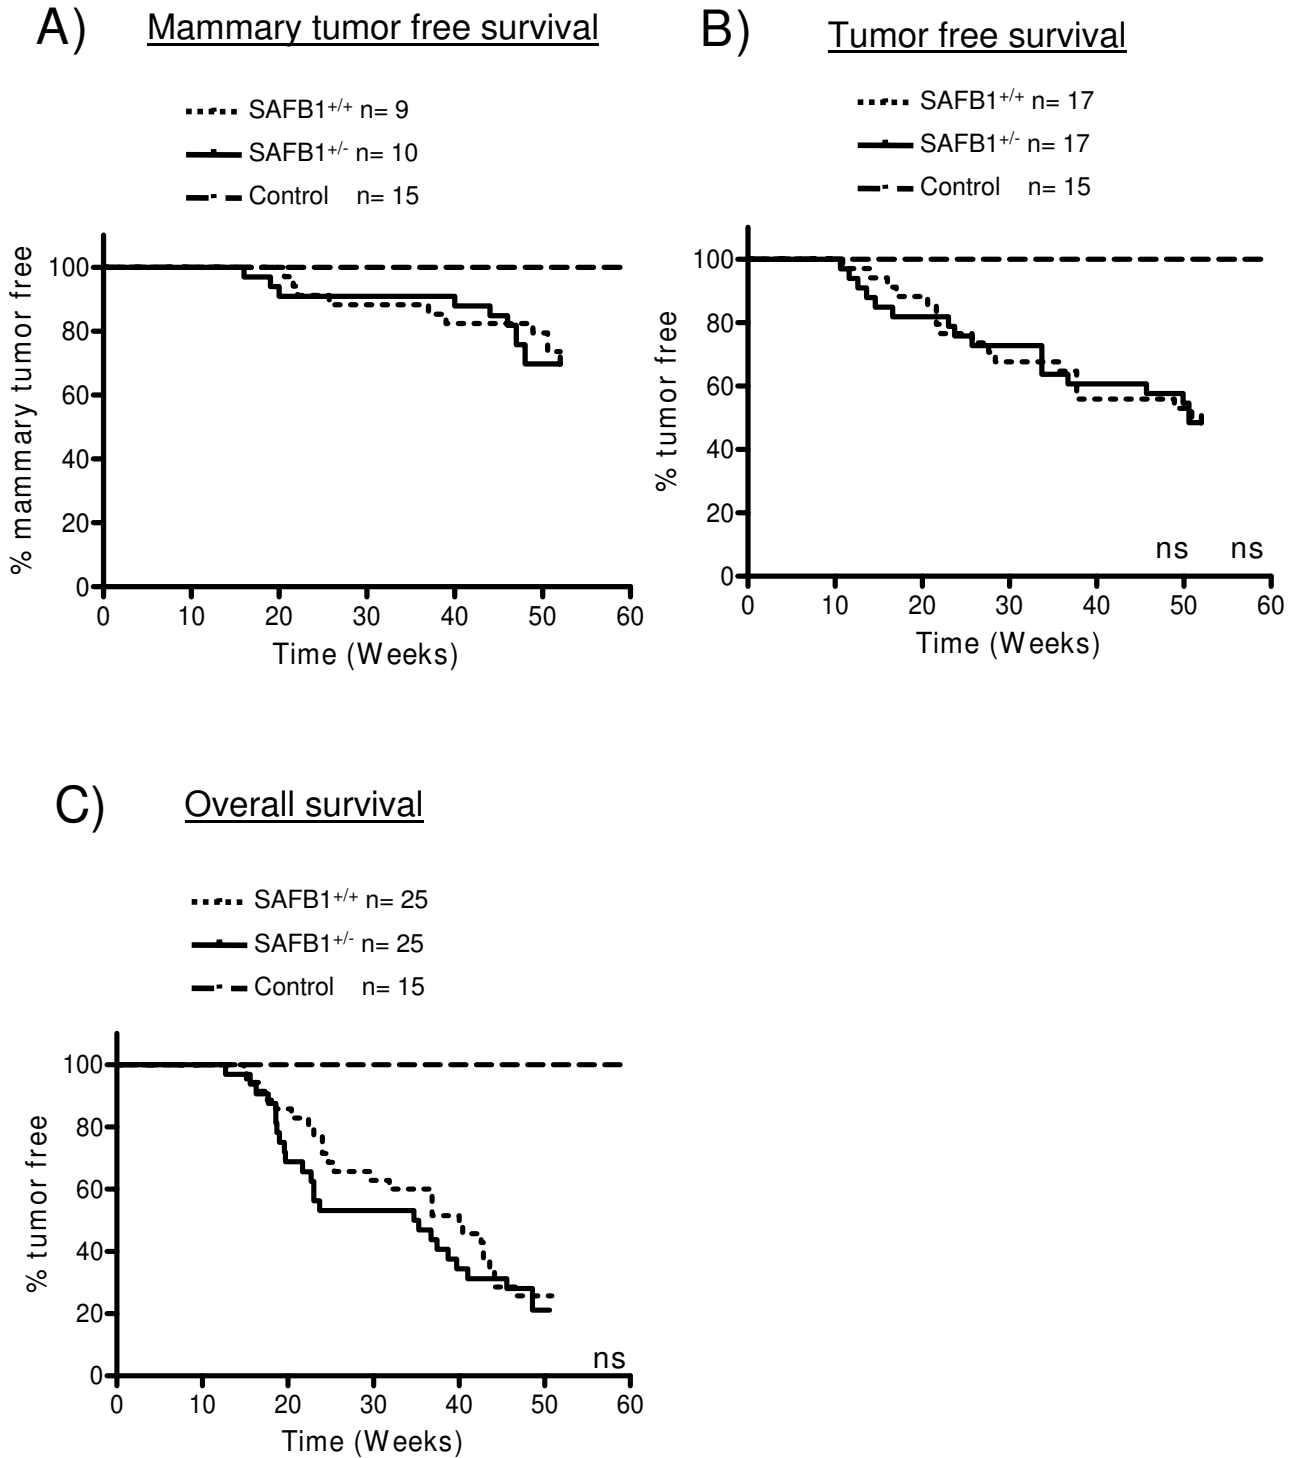 A) Mammary tumor free survival
SAFB1+/+ n= 9
SAFB1+/- n= 10
Control n= 15
% mammary tumor free
100
80
60
40
20
0
0 10 20 30 40 50 60
Time (Weeks)
B) Tumor free survival
SAFB1+/+ n= 17
SAFB1+/- n= 17
Control n= 15
% tumor free
100
80
60
40
20
0
ns ns
0 10 20 30 40 50 60
Time (Weeks)
C) Overall survival
SAFB1+/+ n= 25
SAFB1+/- n= 25
Control n= 15
% tumor free
100
80
60
40
20
0
ns
0 10 20 30 40 50 60
Time (Weeks)